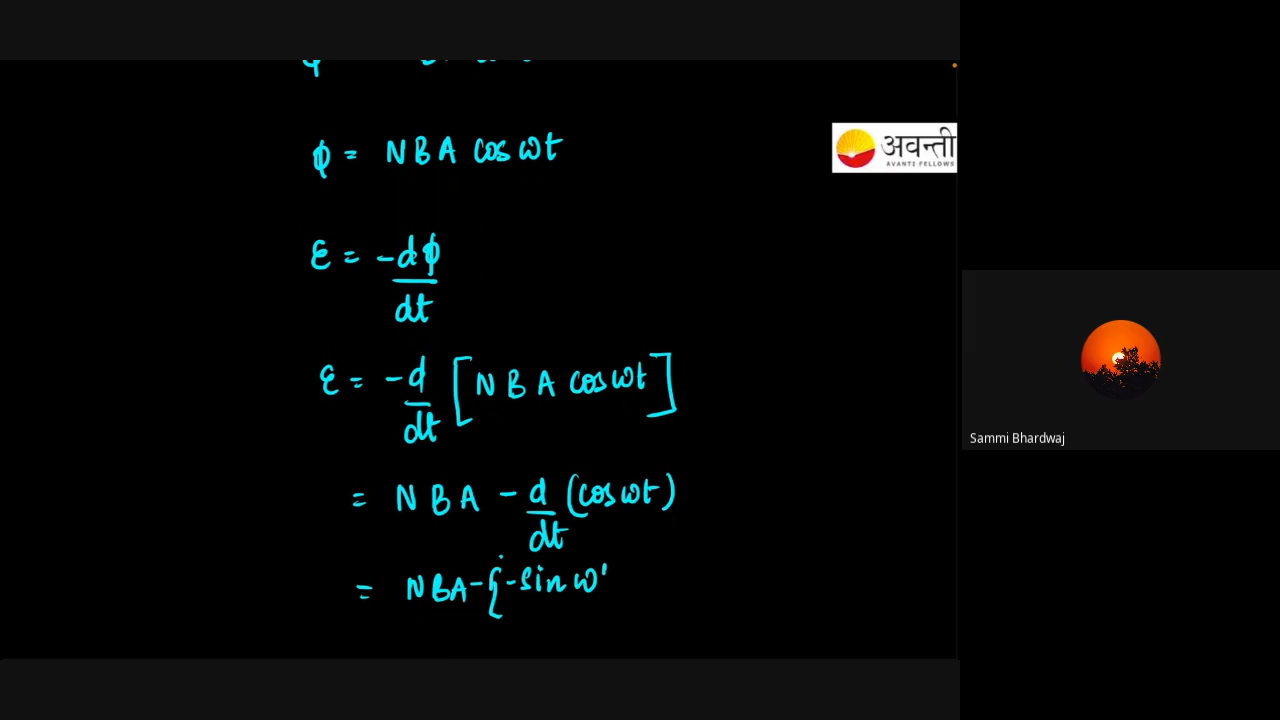 φ = NBA cos ωt
अवन्ती
AVANTI FELLOWS
ε = -dφ/dt
ε = -d/dt [NBA cos ωt]
= NBA - d/dt (cos ωt)
= NBA - { -sin ω
Sammi Bhardwaj